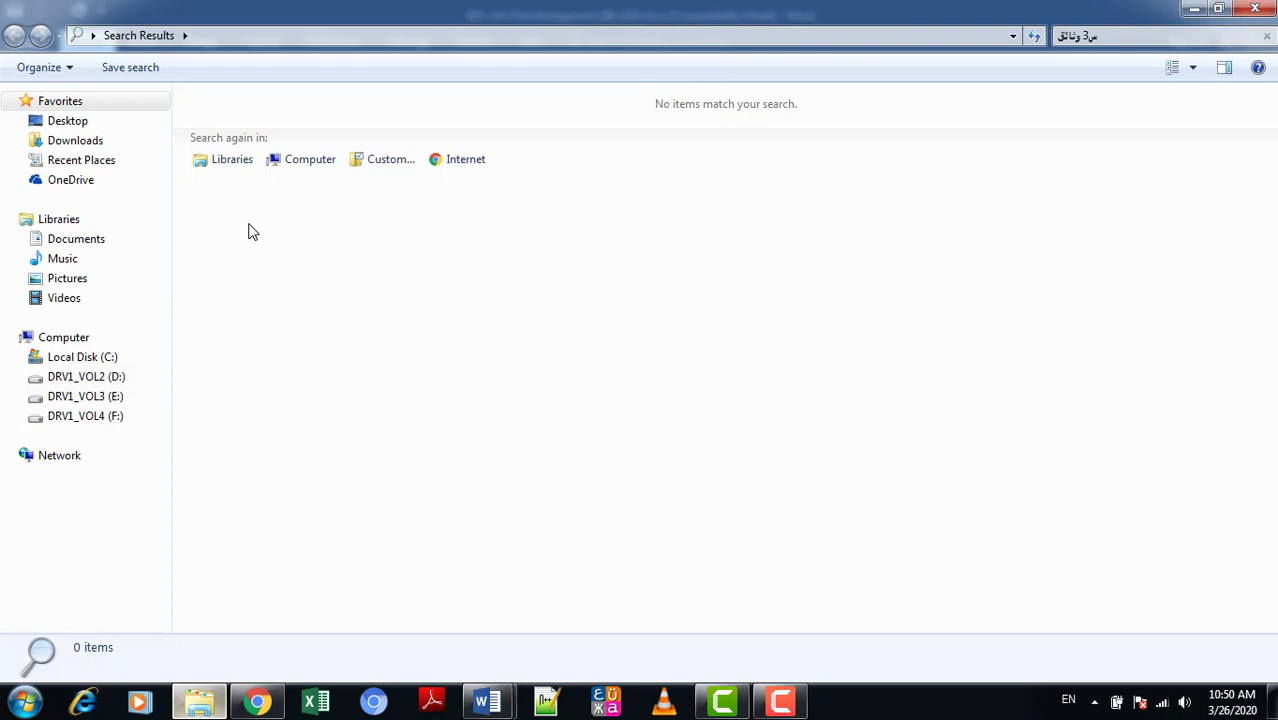 Search Results
س3 وثائق
Organize
Save search
Favorites
Desktop
Downloads
Recent Places
OneDrive
Libraries
Documents
Music
Pictures
Videos
Computer
Local Disk (C:)
DRV1_VOL2 (D:)
DRV1_VOL3 (E:)
DRV1_VOL4 (F:)
Network
No items match your search.
Search again in:
Libraries
Computer
Custom...
Internet
0 items
EN
10:50 AM
3/26/2020